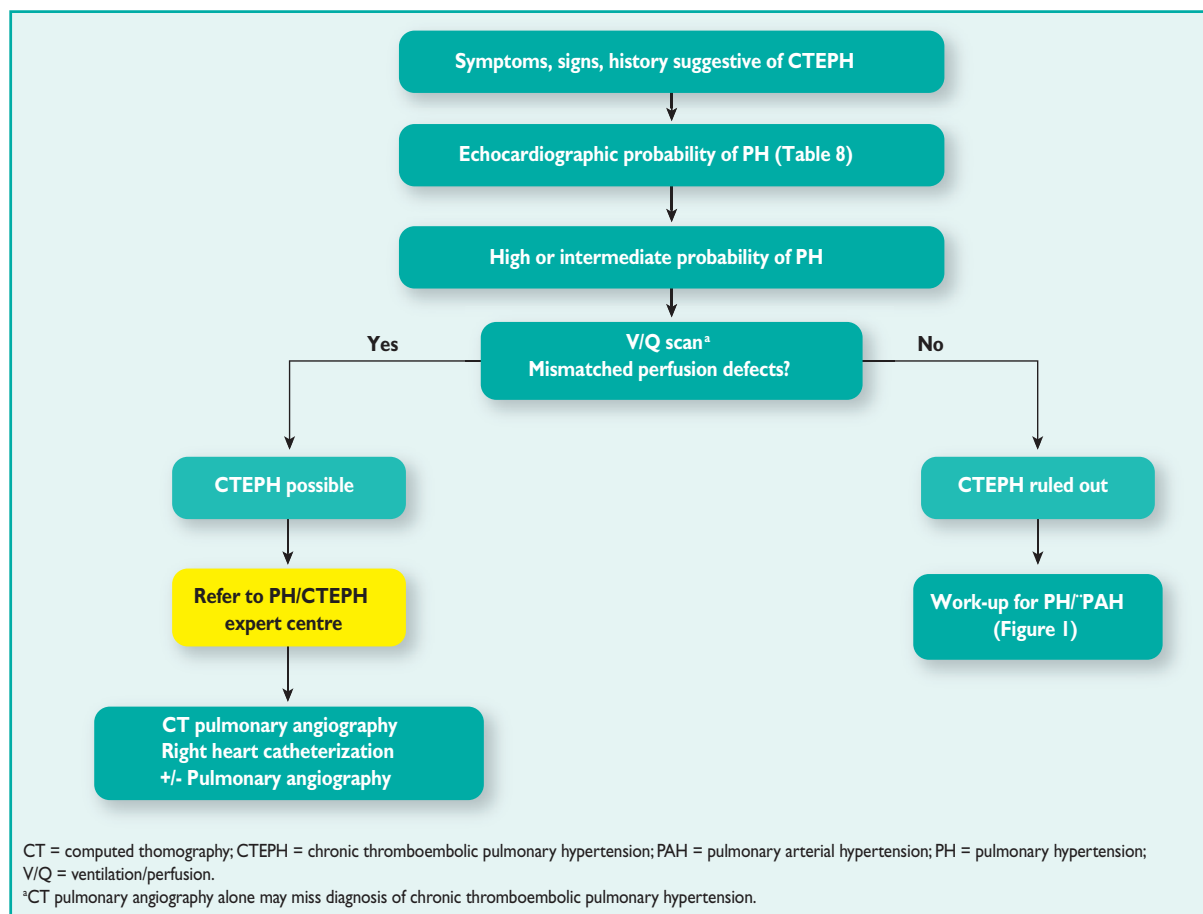 Symptoms, signs, history suggestive of CTEPH
Echocardiographic probability of PH (Table 8)
High or intermediate probability of PH
V/Q scanᵃ
Mismatched perfusion defects?
Yes
No
CTEPH possible
CTEPH ruled out
Refer to PH/CTEPH
expert centre
Work-up for PH/¨PAH
(Figure 1)
CT pulmonary angiography
Right heart catheterization
+/- Pulmonary angiography
CT = computed thomography; CTEPH = chronic thromboembolic pulmonary hypertension; PAH = pulmonary arterial hypertension; PH = pulmonary hypertension;
V/Q = ventilation/perfusion.
ᵃCT pulmonary angiography alone may miss diagnosis of chronic thromboembolic pulmonary hypertension.